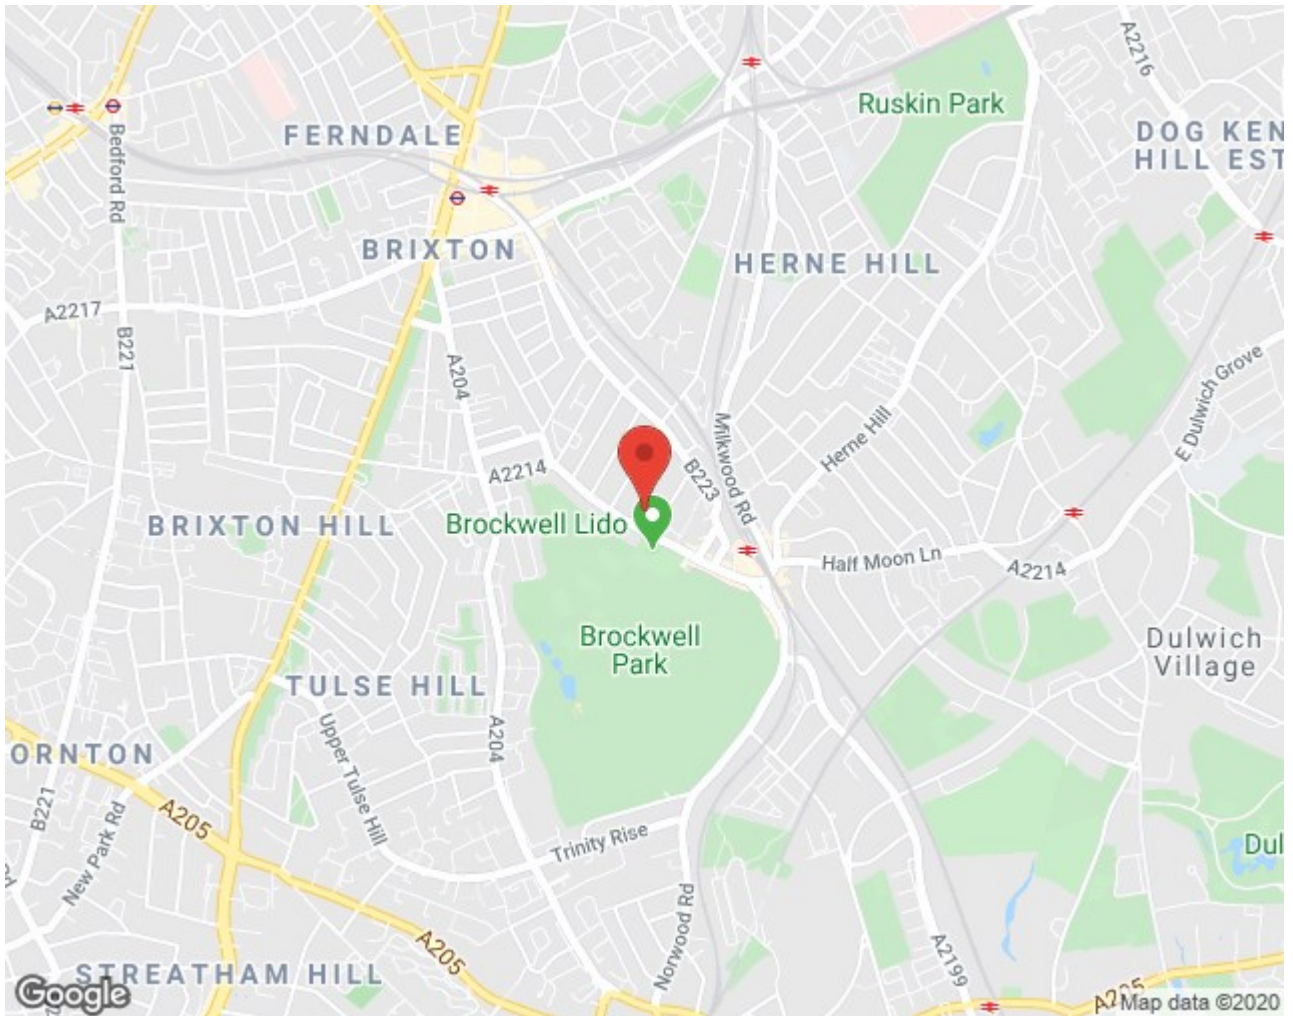 A2216
Ruskin Park
DOG KEN
HILL EST
FERNDALE
Bedford Rd
BRIXTON
HERNE HILL
A2217
B221
A204
E Dulwich Grove
Milkwood Rd
Herne Hill
A2214
B223
Brockwell Lido
BRIXTON HILL
Half Moon Ln
A2214
Brockwell
Park
Dulwich
Village
TULSE HILL
Upper Tulse Hill
A204
ORNTON
A205
B221
New Park Rd
Trinity Rise
Dul
Rd
Norwood Rd
A205
A2199
STREATHAM HILL
A205
Google
Map data ©2020